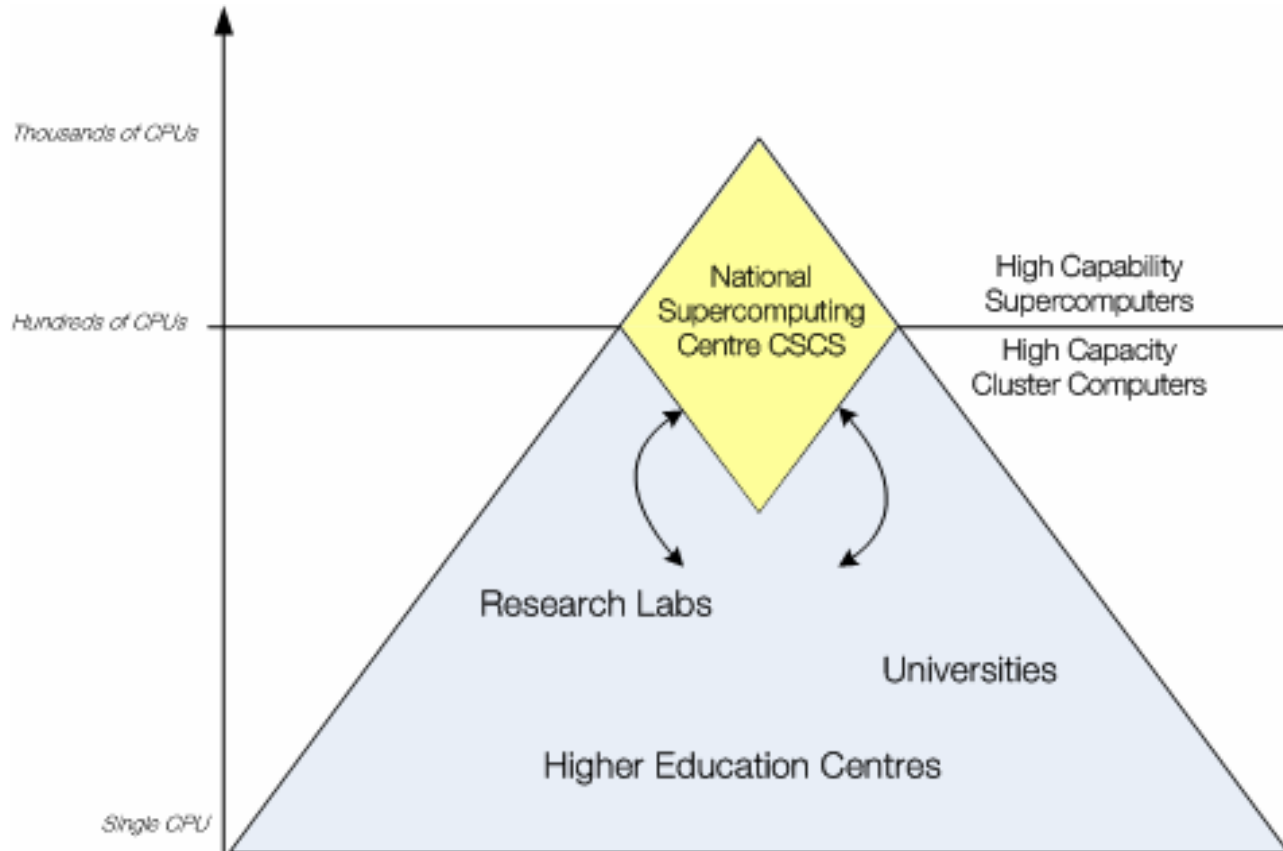 Thousands of CPUs
National
Supercomputing
Centre CSCS
High Capability
Supercomputers
Hundreds of CPUs
High Capacity
Cluster Computers
Research Labs
Universities
Higher Education Centres
Single CPU